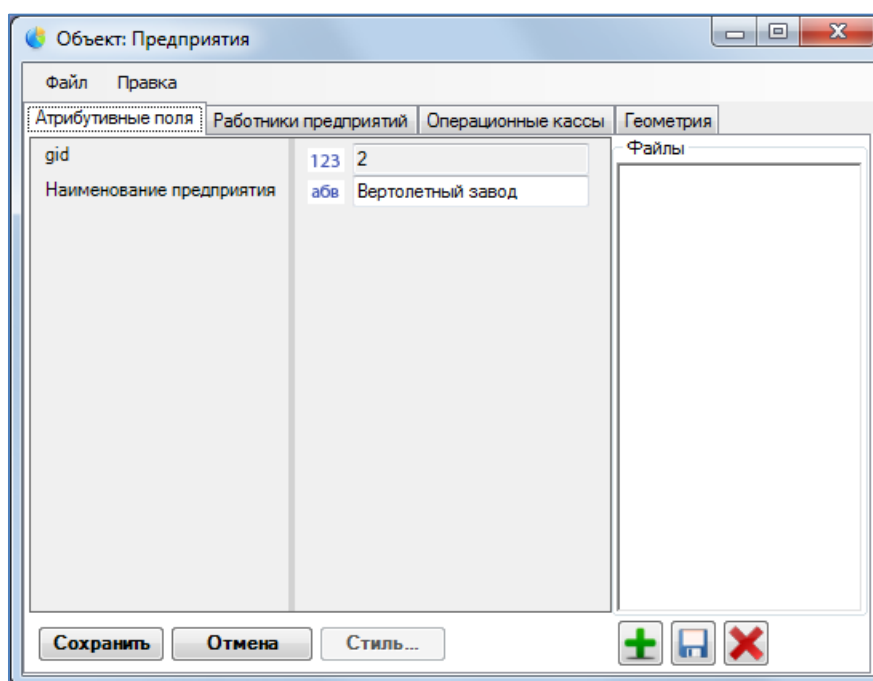 Объект: Предприятия
Файл Правка
Атрибутивные поля Работники предприятий Операционные кассы Геометрия
gid 123 2 Файлы
Наименование предприятия абв Вертолетный завод
Сохранить Отмена Стиль...